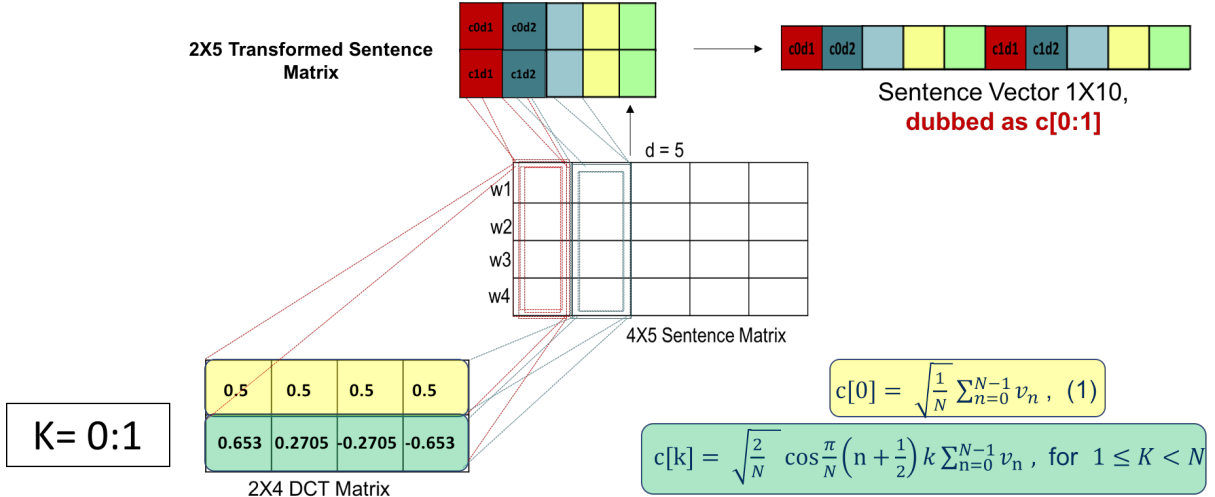 2X5 Transformed Sentence
Matrix
c0d1 c0d2
c1d1 c1d2
c0d1 c0d2 c1d1 c1d2
Sentence Vector 1X10,
dubbed as c[0:1]
d = 5
w1
w2
w3
w4
4X5 Sentence Matrix
0.5 0.5 0.5 0.5
0.653 0.2705 -0.2705 -0.653
2X4 DCT Matrix
K= 0:1
c[0] = √(1/N) ∑_{n=0}^{N-1} v_n , (1)
c[k] = √(2/N) cos π/N (n + 1/2) k ∑_{n=0}^{N-1} v_n , for 1 ≤ K < N